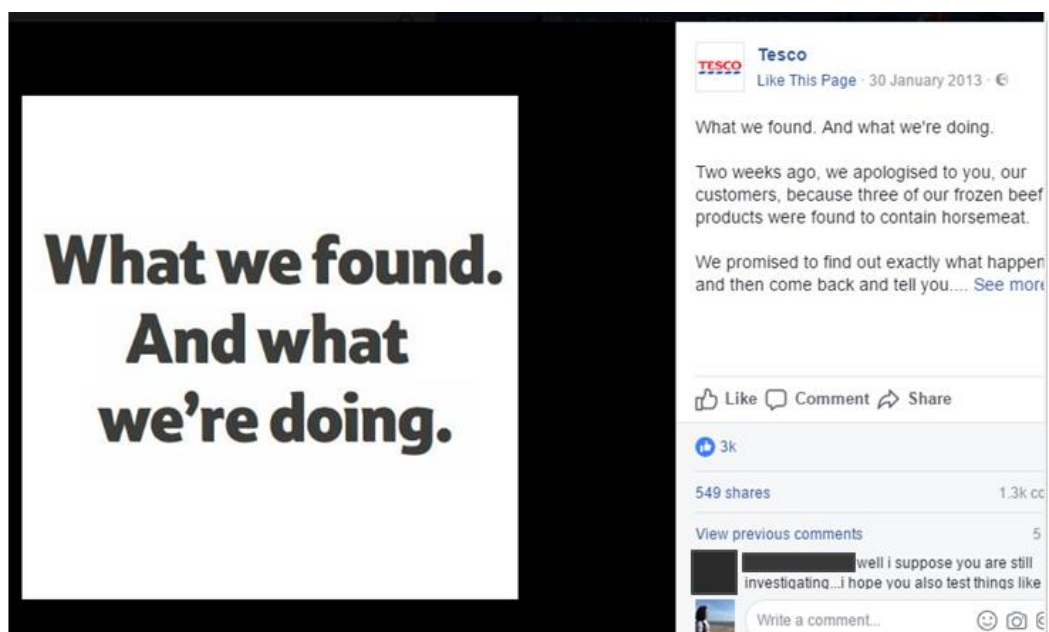 What we found.
And what
we're doing.
TESCO
Tesco
Like This Page · 30 January 2013 ·
What we found. And what we're doing.
Two weeks ago, we apologised to you, our
customers, because three of our frozen beef
products were found to contain horsemeat.
We promised to find out exactly what happen
and then come back and tell you.... See more
Like Comment Share
3k
549 shares 1.3k cc
View previous comments 5
well i suppose you are still
investigating...i hope you also test things like
Write a comment...